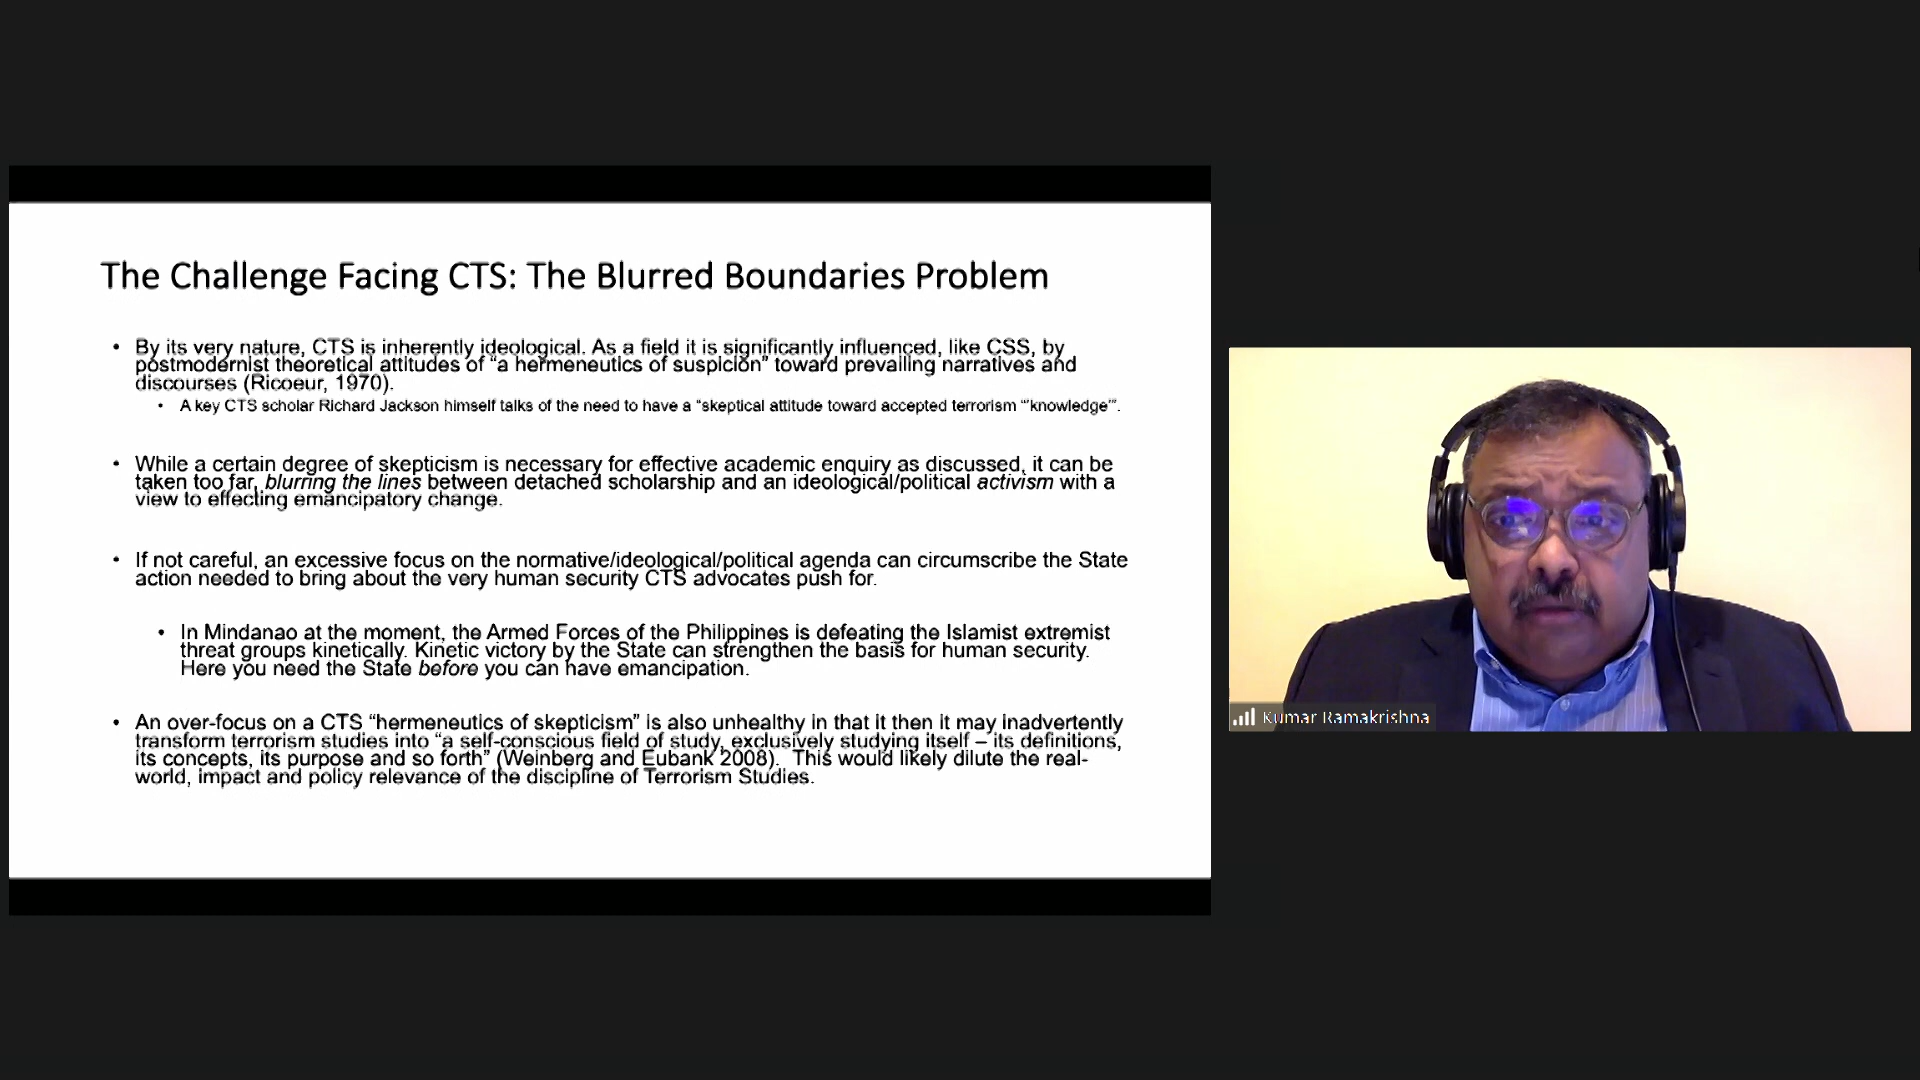 The Challenge Facing CTS: The Blurred Boundaries Problem
• By its very nature, CTS is inherently ideological. As a field it is significantly influenced, like CSS, by
postmodernist theoretical attitudes of “a hermeneutics of suspicion” toward prevailing narratives and
discourses (Ricoeur, 1970).
• A key CTS scholar Richard Jackson himself talks of the need to have a “skeptical attitude toward accepted terrorism “‘knowledge’”.
• While a certain degree of skepticism is necessary for effective academic enquiry as discussed, it can be
taken too far, blurring the lines between detached scholarship and an ideological/political activism with a
view to effecting emancipatory change.
• If not careful, an excessive focus on the normative/ideological/political agenda can circumscribe the State
action needed to bring about the very human security CTS advocates push for.
• In Mindanao at the moment, the Armed Forces of the Philippines is defeating the Islamist extremist
threat groups kinetically. Kinetic victory by the State can strengthen the basis for human security.
Here you need the State before you can have emancipation.
• An over-focus on a CTS “hermeneutics of skepticism” is also unhealthy in that it then it may inadvertently
transform terrorism studies into “a self-conscious field of study, exclusively studying itself – its definitions,
its concepts, its purpose and so forth” (Weinberg and Eubank 2008).  This would likely dilute the real-
world, impact and policy relevance of the discipline of Terrorism Studies.
Kumar Ramakrishna